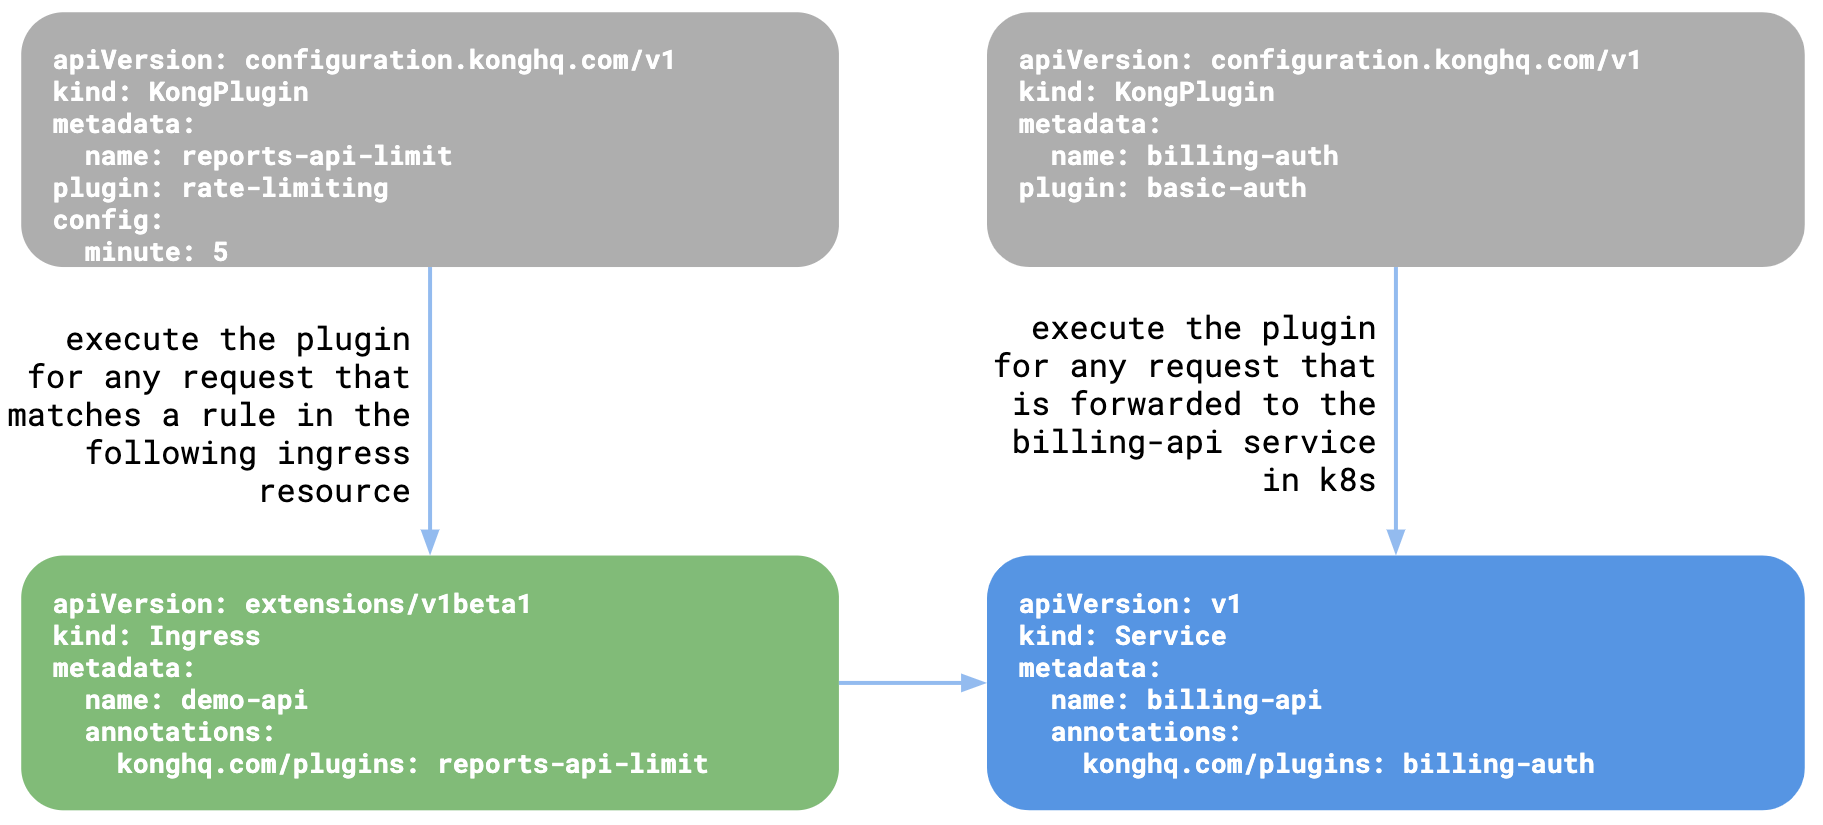 apiVersion: configuration.konghq.com/v1
kind: KongPlugin
metadata:
  name: reports-api-limit
plugin: rate-limiting
config:
  minute: 5
apiVersion: configuration.konghq.com/v1
kind: KongPlugin
metadata:
  name: billing-auth
plugin: basic-auth
execute the plugin
for any request that
matches a rule in the
following ingress
resource
execute the plugin
for any request that
is forwarded to the
billing-api service
in k8s
apiVersion: extensions/v1beta1
kind: Ingress
metadata:
  name: demo-api
  annotations:
    konghq.com/plugins: reports-api-limit
apiVersion: v1
kind: Service
metadata:
  name: billing-api
  annotations:
    konghq.com/plugins: billing-auth